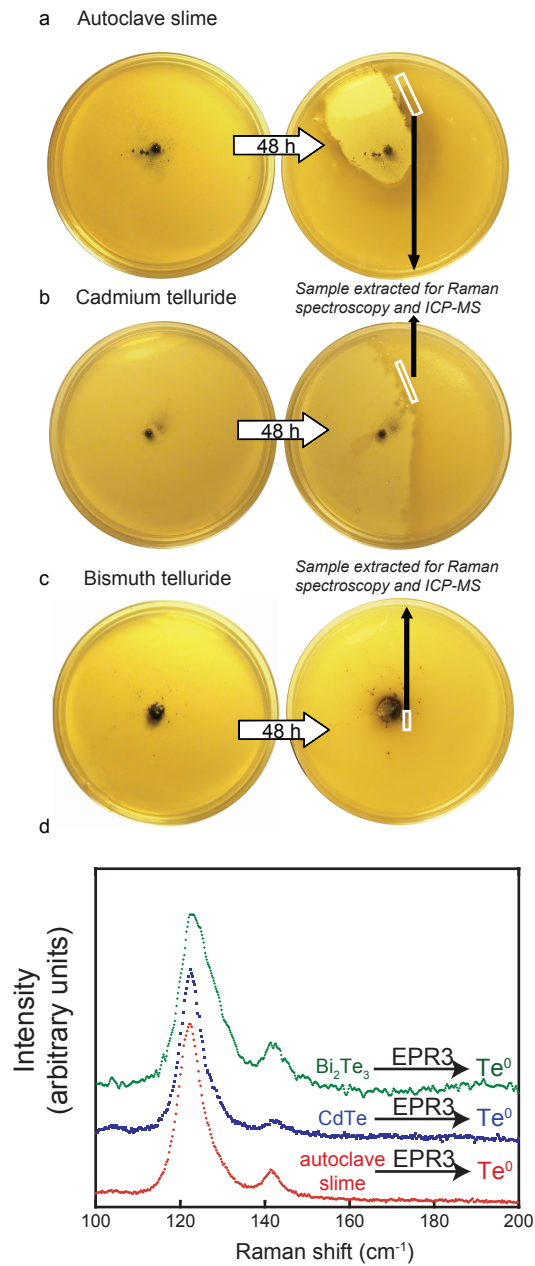 a Autoclave slime
48 h
Sample extracted for Raman
spectroscopy and ICP-MS
b Cadmium telluride
48 h
Sample extracted for Raman
spectroscopy and ICP-MS
c Bismuth telluride
48 h
d
Intensity
(arbitrary units)
Bi₂Te₃ EPR3 Te⁰
CdTe EPR3 Te⁰
autoclave
slime EPR3 Te⁰
100 120 140 160 180 200
Raman shift (cm⁻¹)